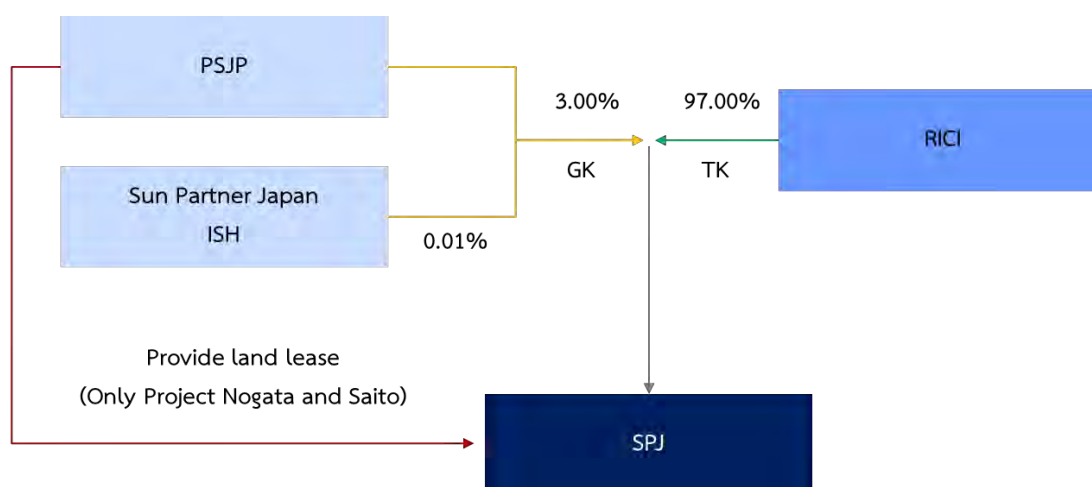 PSJP
3.00%
97.00%
RICI
GK
TK
Sun Partner Japan
ISH
0.01%
Provide land lease
(Only Project Nogata and Saito)
SPJ